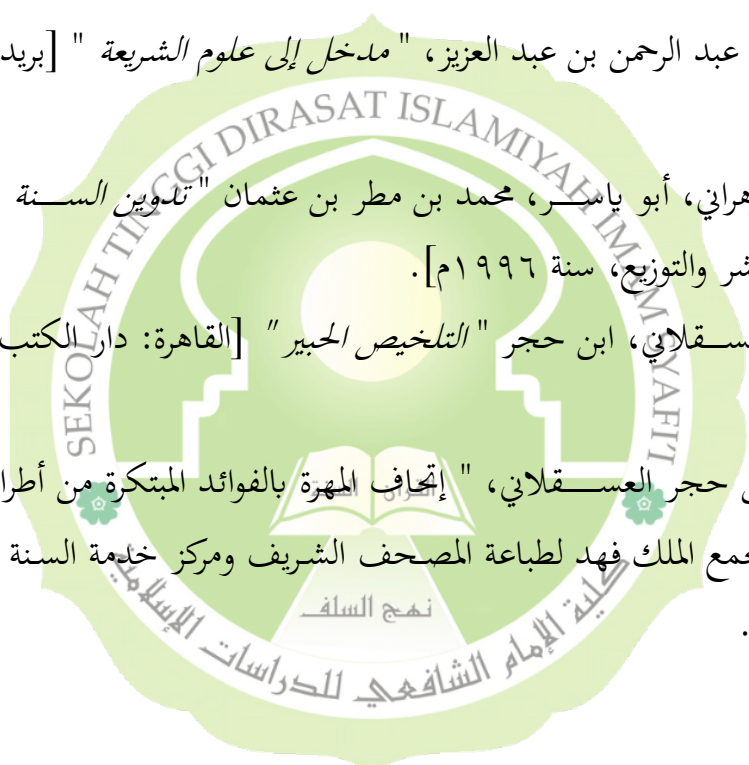 عبد الرحمن بن عبد العزيز، " مدخل إلى علوم الشريعة " [بريد
هراني، أبو ياسر، محمد بن مطر بن عثمان " تدوين السنة
شر والتوزيع، سنة ١٩٩٦م].
سقلاني، ابن حجر " التلخيص الحبير " [القاهرة: دار الكتب
حجر العسقلاني، " إتحاف المهرة بالفوائد المبتكرة من أطرا
جمع الملك فهد لطباعة المصحف الشريف ومركز خدمة السنة
.
SEKOLAH TINGGI DIRASAT ISLAMIYAH IMAM SYAFI'I
القرآن السنة
نهج السلف
كلية الإمام الشافعي للدراسات الإسلامية